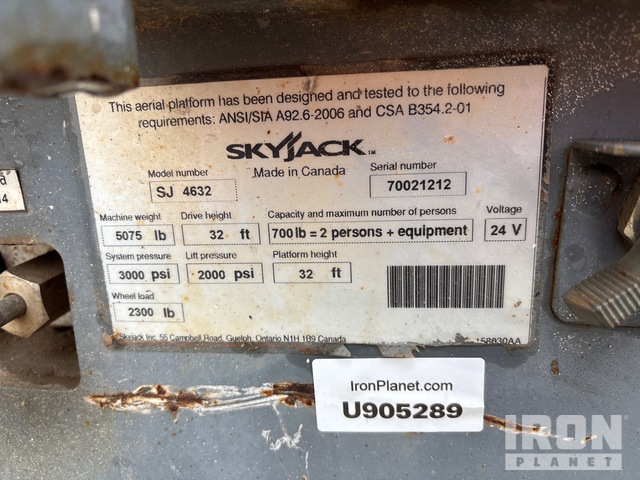 This aerial platform has been designed and tested to the following
requirements: ANSI/SIA A92.6-2006 and CSA B354.2-01
SKYJACK™
Made in Canada
Model number
SJ 4632
Serial number
70021212
Machine weight
5075 lb
Drive height
32 ft
Capacity and maximum number of persons
700 lb = 2 persons + equipment
Voltage
24 V
System pressure
3000 psi
Lift pressure
2000 psi
Platform height
32 ft
Wheel load
2300 lb
Skyjack Inc. 55 Campbell Road, Guelph, Ontario N1H 1B9 Canada
158630AA
IronPlanet.com
U905289
IRON
PLANET